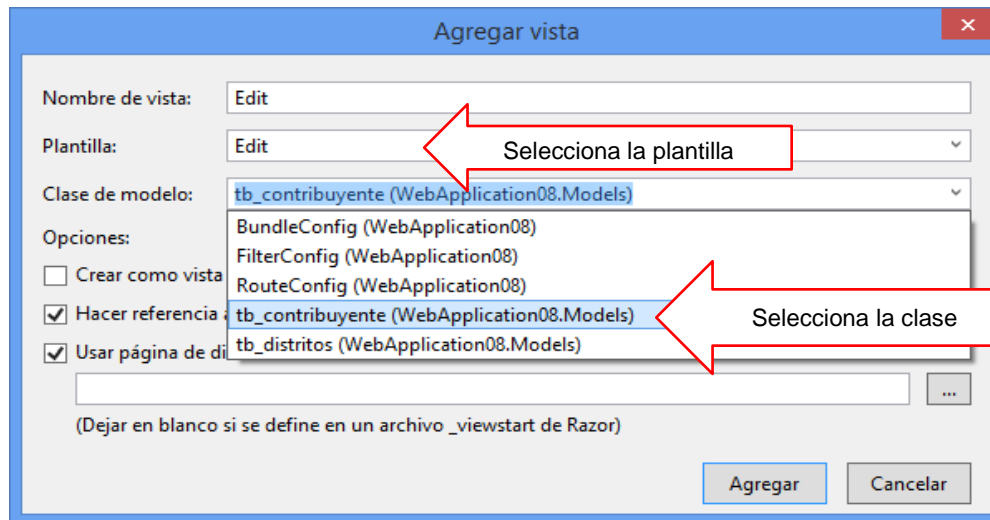 Agregar vista
Nombre de vista: Edit
Plantilla: Edit
Selecciona la plantilla
Clase de modelo: tb_contribuyente (WebApplication08.Models)
BundleConfig (WebApplication08)
Opciones:
FilterConfig (WebApplication08)
Crear como vista
RouteConfig (WebApplication08)
Hacer referencia
tb_contribuyente (WebApplication08.Models)
Selecciona la clase
Usar página de di
tb_distritos (WebApplication08.Models)
...
(Dejar en blanco si se define en un archivo _viewstart de Razor)
Agregar Cancelar